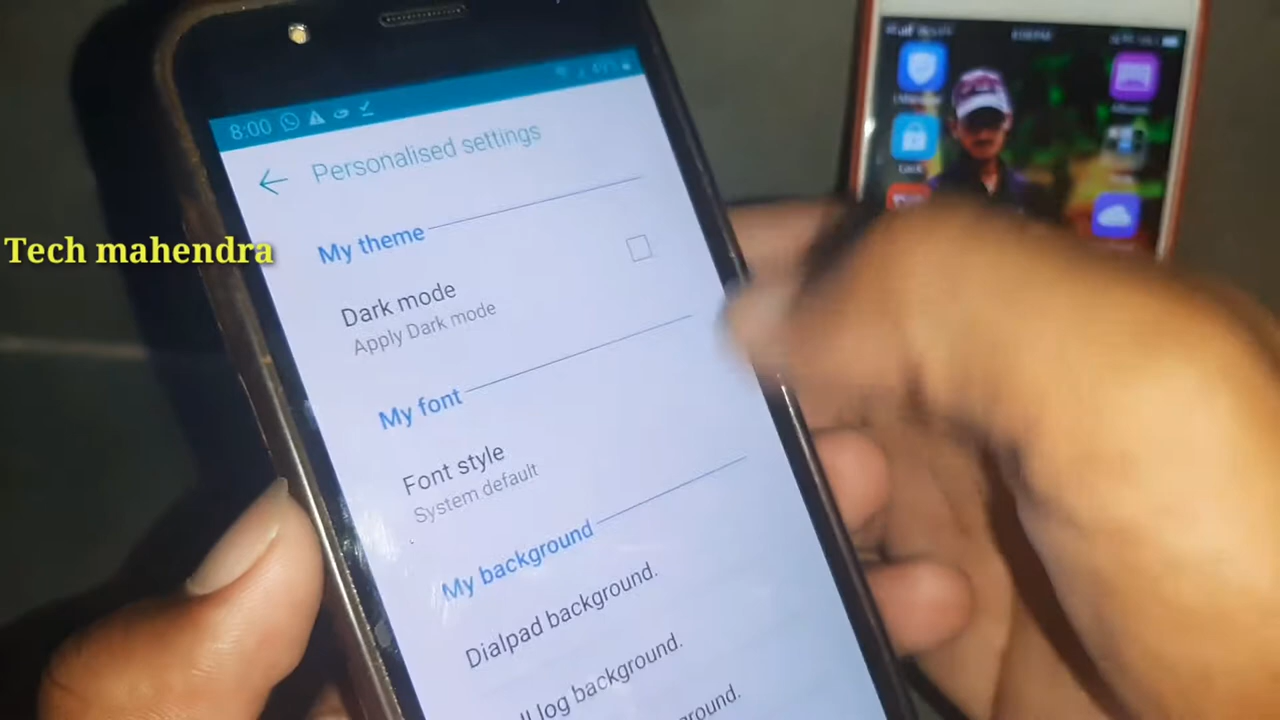 8:00
Personalised settings
My theme
Dark mode
Apply Dark mode
My font
Font style
System default
My background
Dialpad background.
log background.
Tech mahendra
Lock